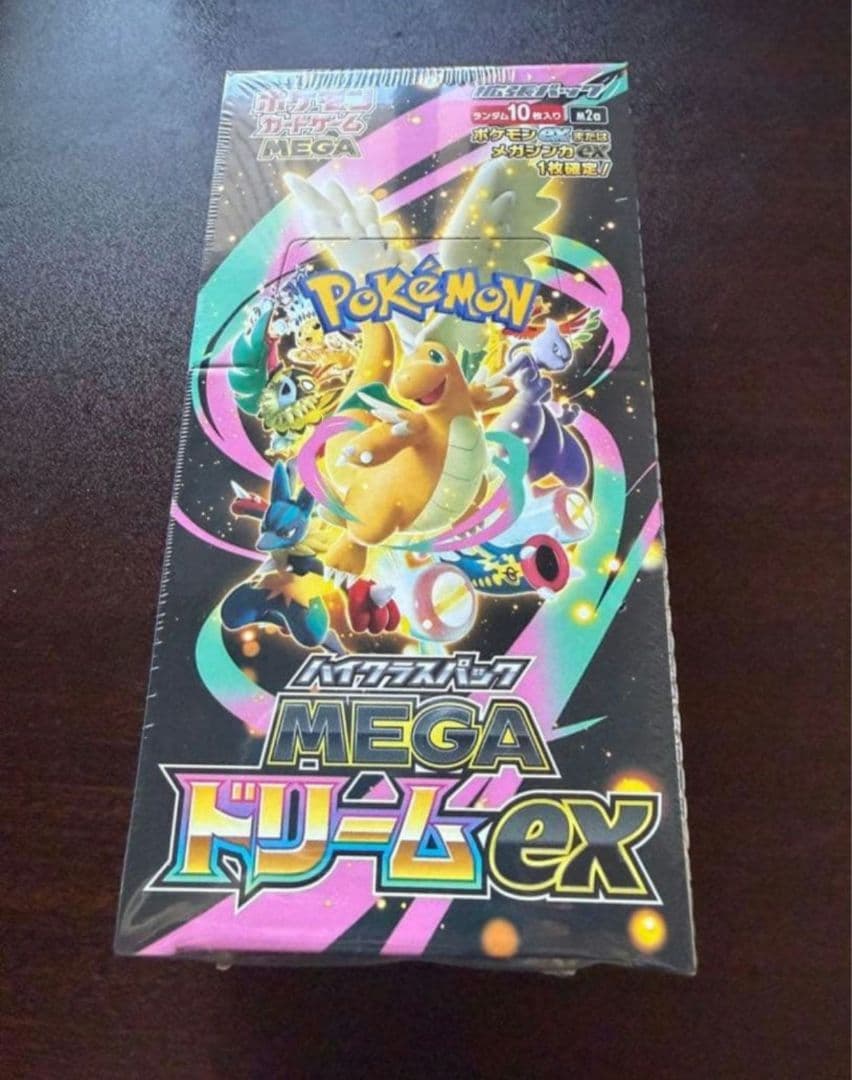 ポケモン
カードゲーム
MEGA
拡張パック
ランダム10枚入り
M2a
ポケモンexまたは
メガシンカex
1枚確定！
POKéMON
ハイクラスパック
MEGA
ドリームex